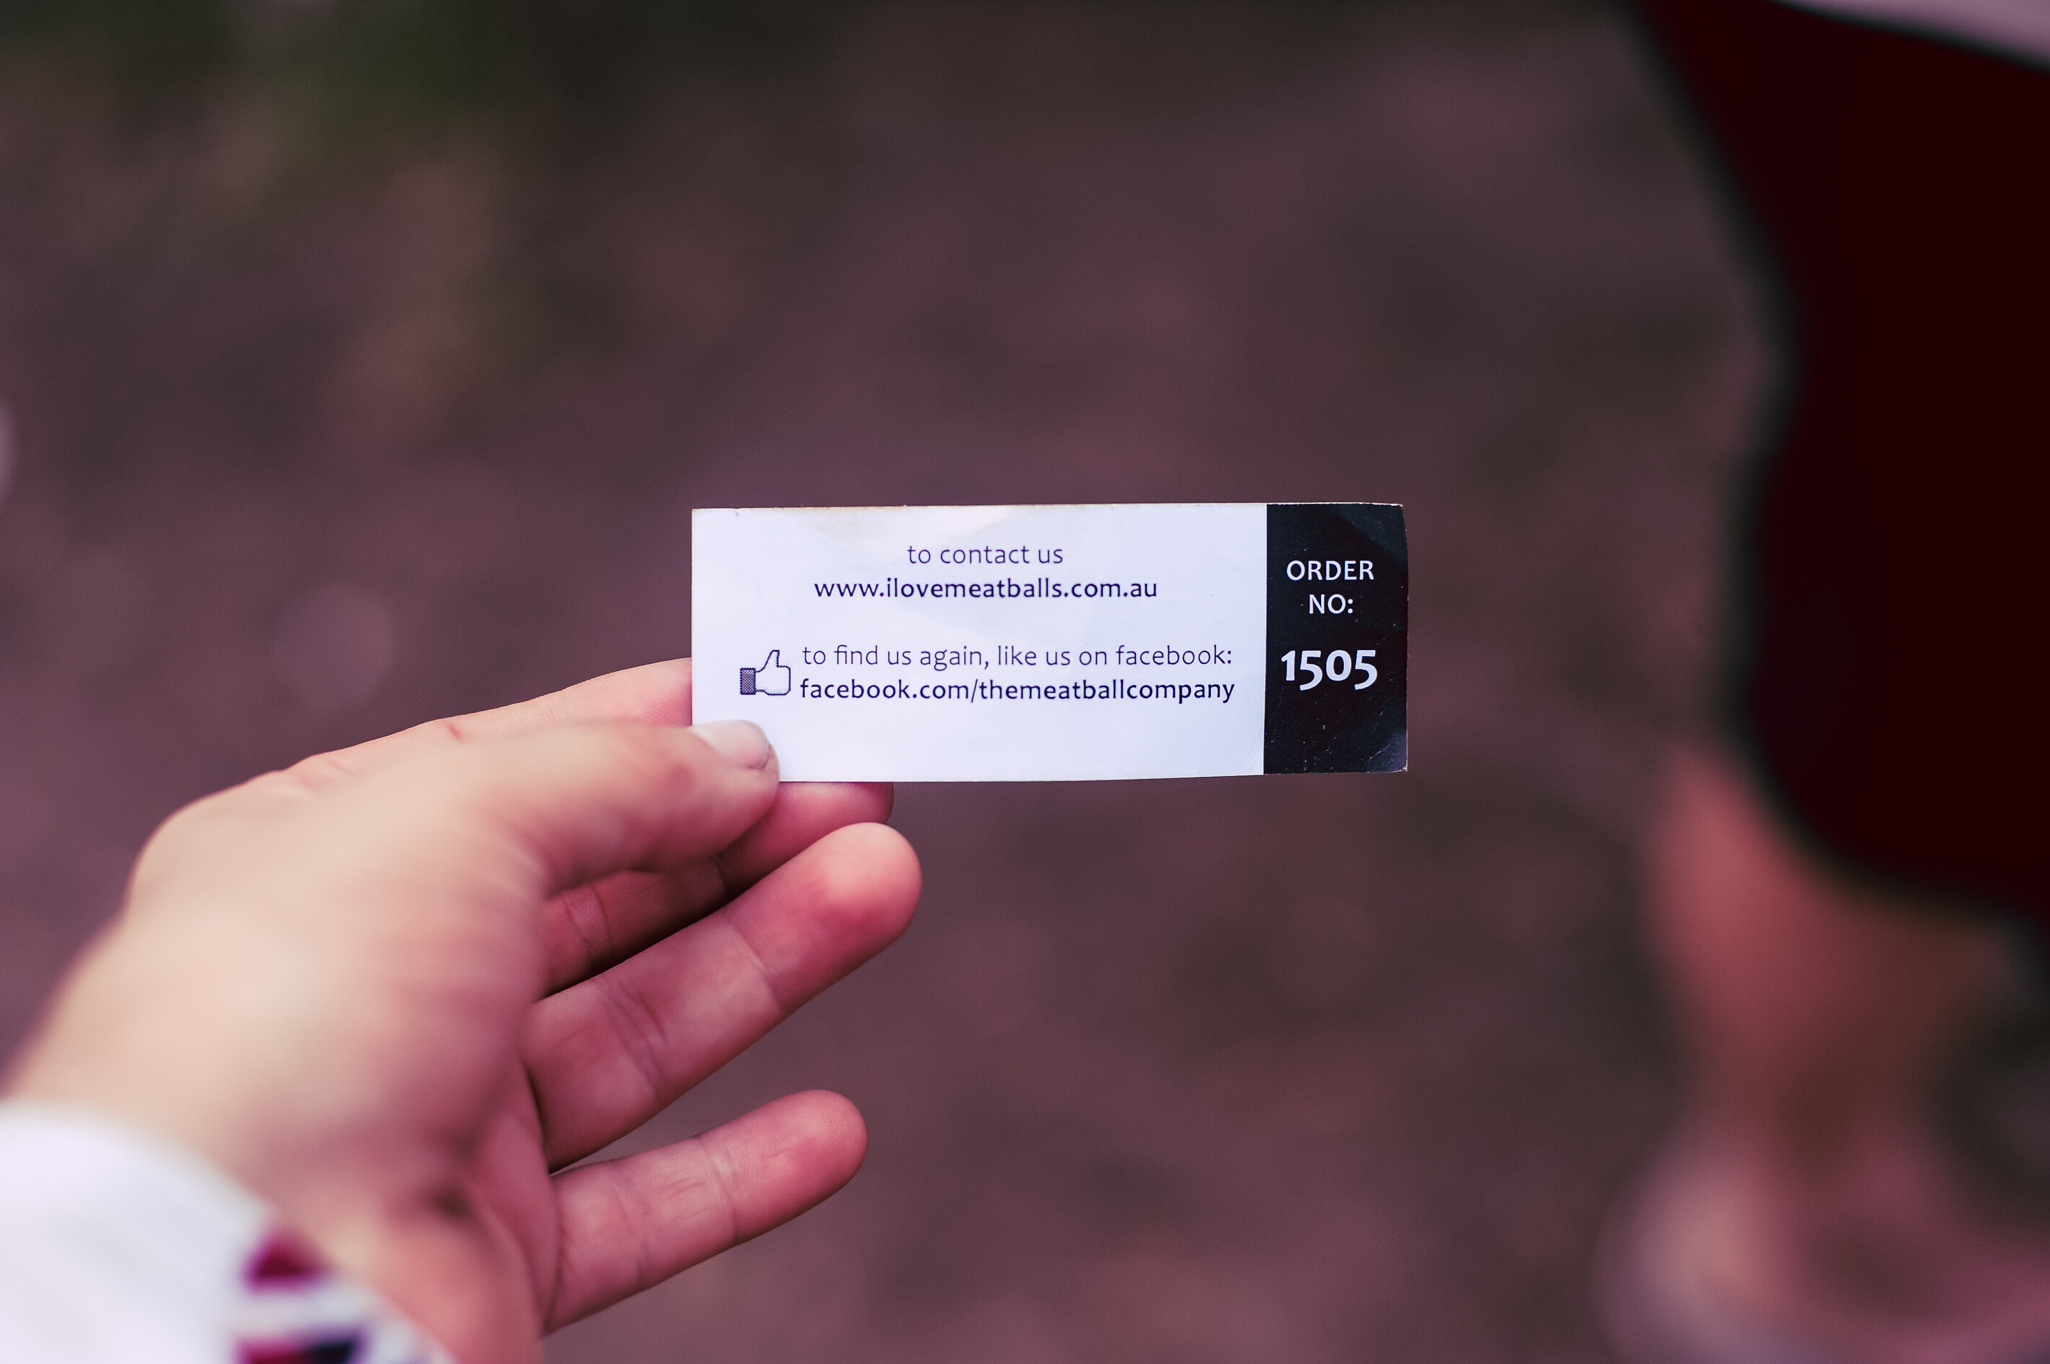 to contact us
www.ilovemeatballs.com.au
to find us again, like us on facebook:
facebook.com/themeatballcompany
ORDER
NO:
1505